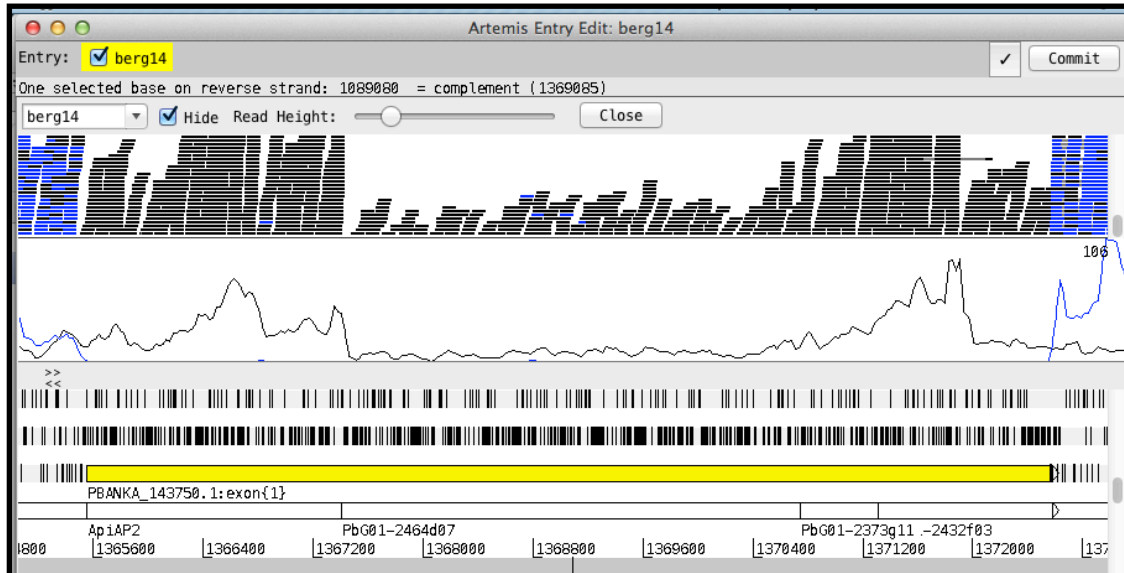 Artemis Entry Edit: berg14
Entry: berg14 ✓ Commit
One selected base on reverse strand: 1089080 = complement (1369085)
berg14 Hide Read Height: Close
106
>>
<<
PBANKA_143750.1:exon{1}
ApiAP2 PbG01-2464d07 PbG01-2373g11.-2432f03
4800 1365600 1366400 1367200 1368000 1368800 1369600 1370400 1371200 1372000 137